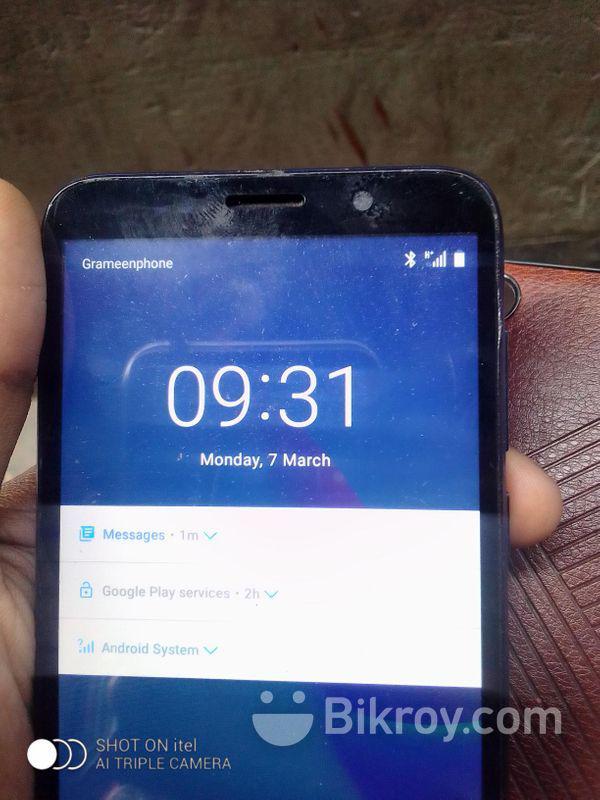 Grameenphone
H+
09:31
Monday, 7 March
Messages • 1m
Google Play services • 2h
Android System
?
Bikroy.com
SHOT ON itel
AI TRIPLE CAMERA